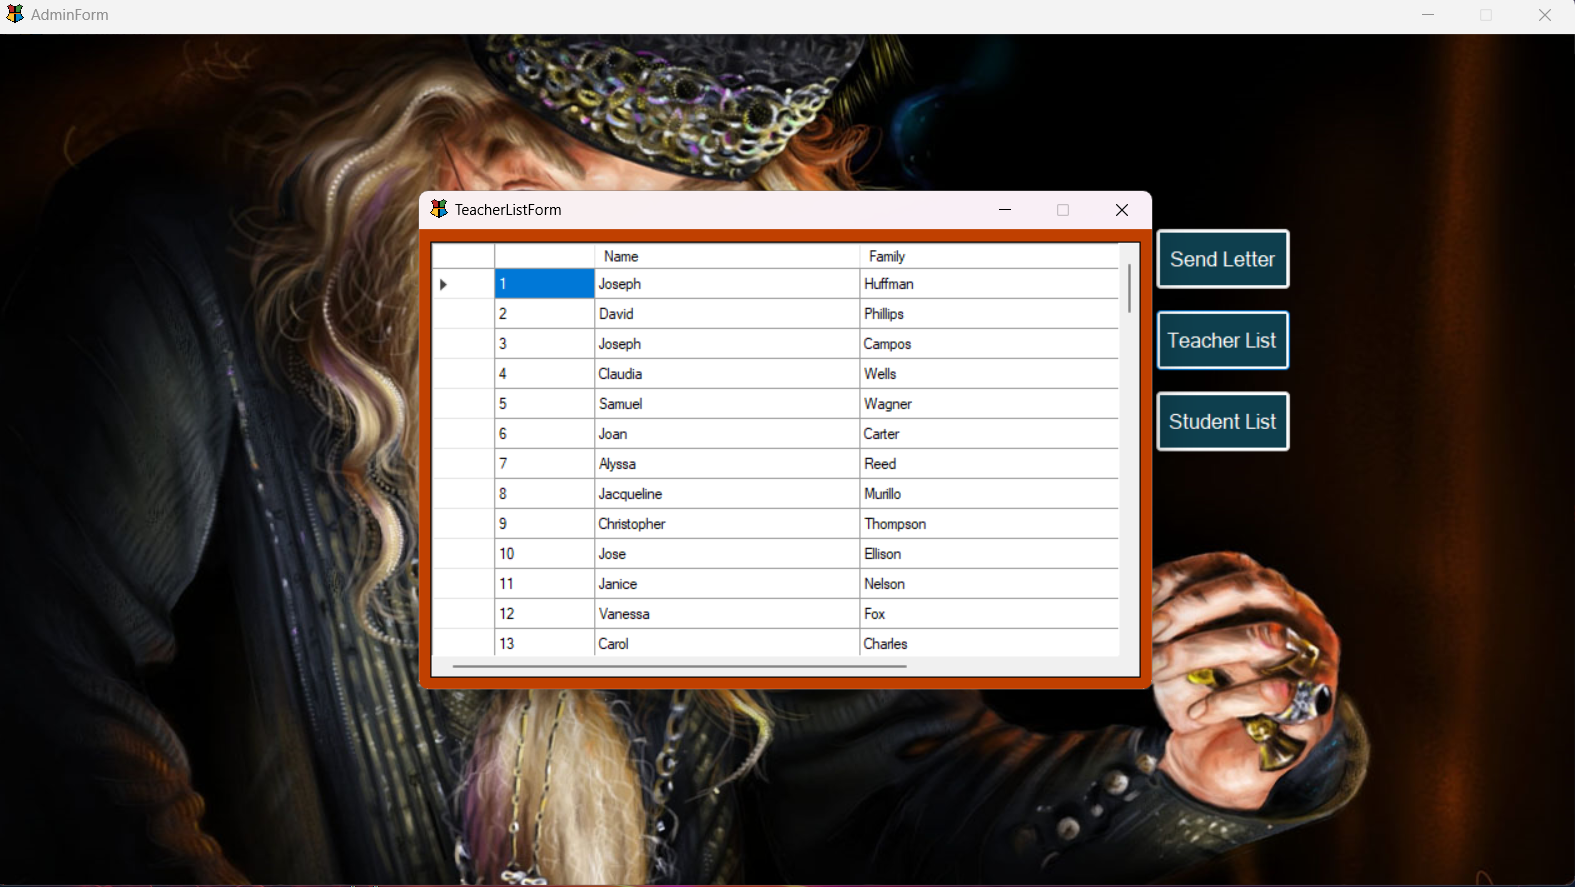 AdminForm
TeacherListForm
Name Family
1 Joseph Huffman
2 David Phillips
3 Joseph Campos
4 Claudia Wells
5 Samuel Wagner
6 Joan Carter
7 Alyssa Reed
8 Jacqueline Murillo
9 Christopher Thompson
10 Jose Ellison
11 Janice Nelson
12 Vanessa Fox
13 Carol Charles
Send Letter
Teacher List
Student List